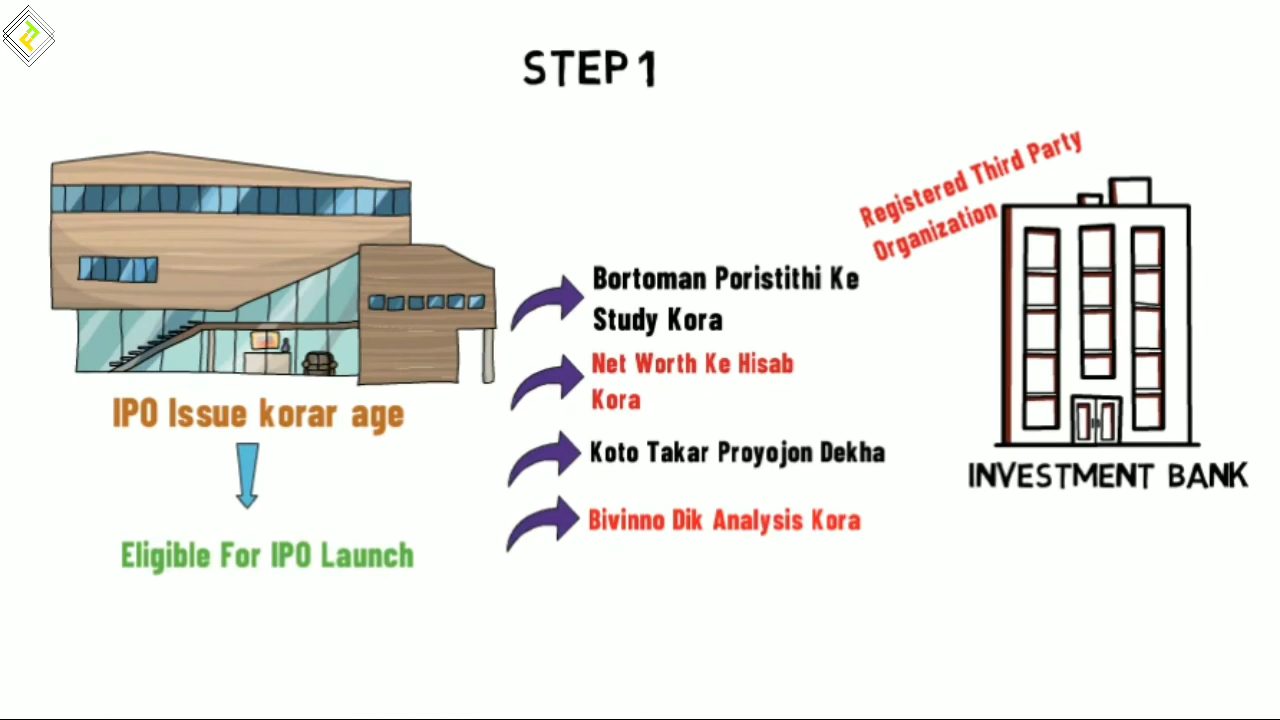 STEP 1
Registered Third Party
Organization
Bortoman Poristithi Ke
Study Kora
Net Worth Ke Hisab
Kora
Koto Takar Proyojon Dekha
Bivinno Dik Analysis Kora
IPO Issue korar age
Eligible For IPO Launch
INVESTMENT BANK